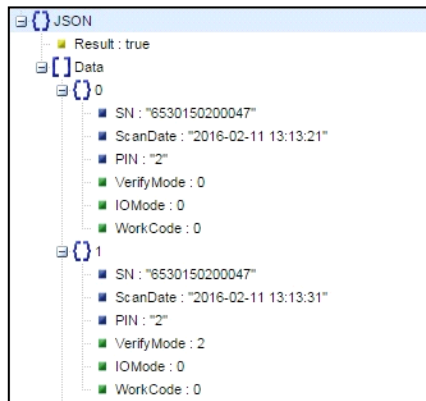 JSON
Result : true
Data
0
SN : "6530150200047"
ScanDate : "2016-02-11 13:13:21"
PIN : "2"
VerifyMode : 0
IOMode : 0
WorkCode : 0
1
SN : "6530150200047"
ScanDate : "2016-02-11 13:13:31"
PIN : "2"
VerifyMode : 2
IOMode : 0
WorkCode : 0